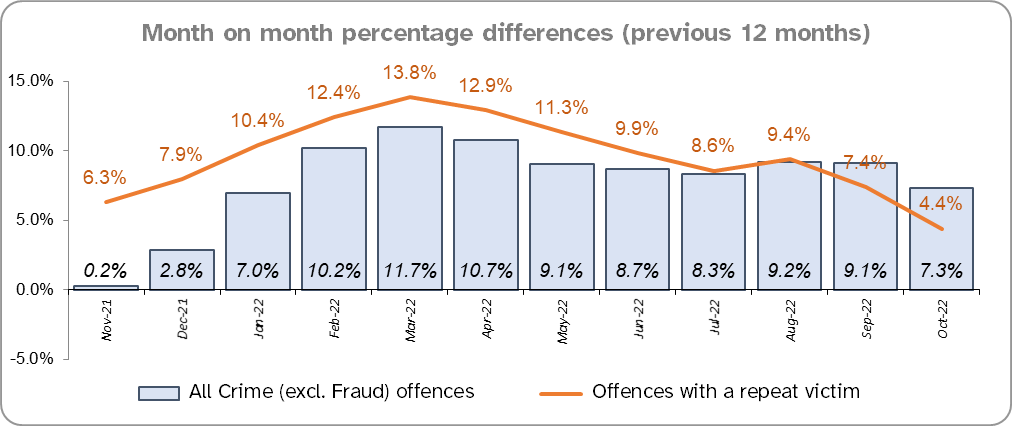 Month on month percentage differences (previous 12 months)
15.0%
10.0%
5.0%
0.0%
-5.0%
6.3%
7.9%
10.4%
12.4%
13.8%
12.9%
11.3%
9.9%
8.6%
9.4%
7.4%
4.4%
0.2%
2.8%
7.0%
10.2%
11.7%
10.7%
9.1%
8.7%
8.3%
9.2%
9.1%
7.3%
Nov-21
Dec-21
Jan-22
Feb-22
Mar-22
Apr-22
May-22
Jun-22
Jul-22
Aug-22
Sep-22
Oct-22
All Crime (excl. Fraud) offences
Offences with a repeat victim